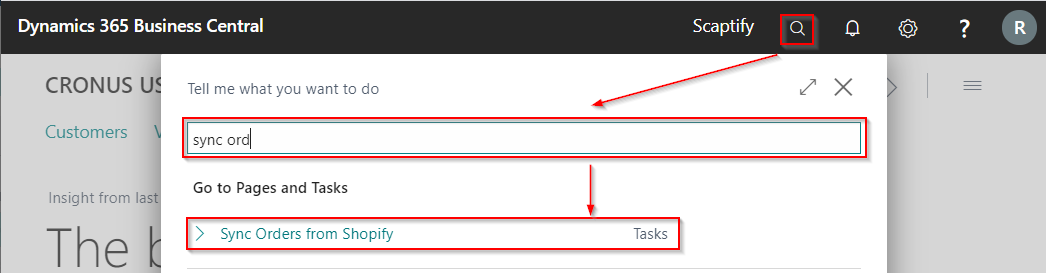 Dynamics 365 Business Central
Scaptify
?
R
CRONUS US
Tell me what you want to do
Customers
sync ord
Go to Pages and Tasks
Insight from last
Sync Orders from Shopify
Tasks
The b